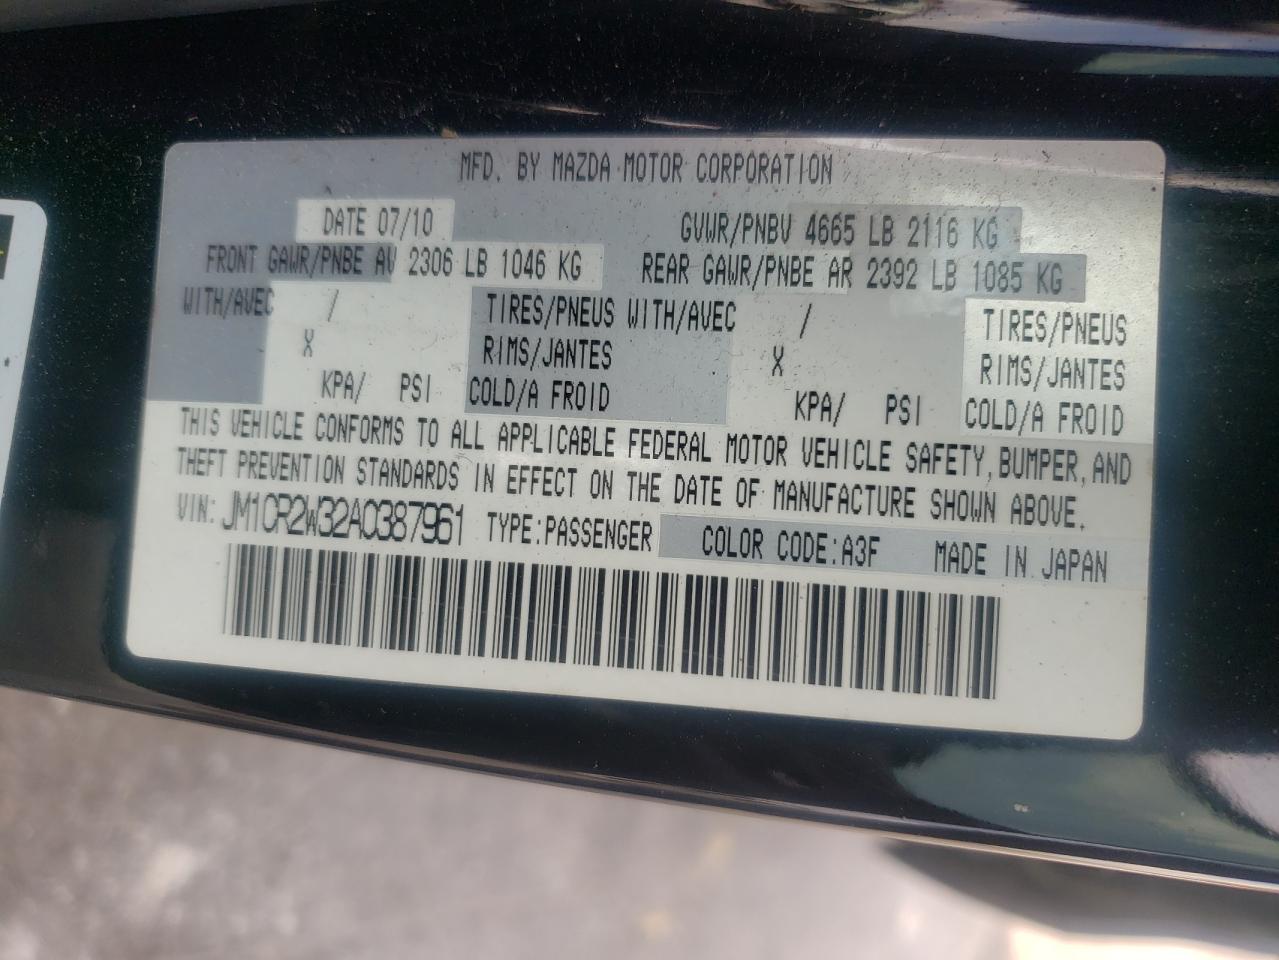 MFD. BY MAZDA MOTOR CORPORATION
DATE 07/10 GVWR/PNBV 4665 LB 2116 KG
FRONT GAWR/PNBE AV 2306 LB 1046 KG REAR GAWR/PNBE AR 2392 LB 1085 KG
WITH/AVEC / TIRES/PNEUS WITH/AVEC / TIRES/PNEUS
X RIMS/JANTES X RIMS/JANTES
KPA/ PSI COLD/A FROID KPA/ PSI COLD/A FROID
THIS VEHICLE CONFORMS TO ALL APPLICABLE FEDERAL MOTOR VEHICLE SAFETY, BUMPER, AND
THEFT PREVENTION STANDARDS IN EFFECT ON THE DATE OF MANUFACTURE SHOWN ABOVE.
VIN: JM1CR2W32A0387961 TYPE:PASSENGER COLOR CODE:A3F MADE IN JAPAN